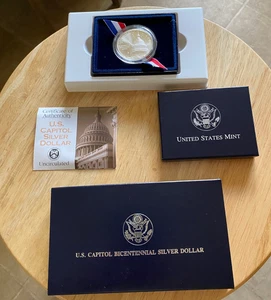 Certificate of
Authenticity
U.S.
CAPITOL
SILVER
DOLLAR
Uncirculated
UNITED STATES MINT
U.S. CAPITOL BICENTENNIAL SILVER DOLLAR